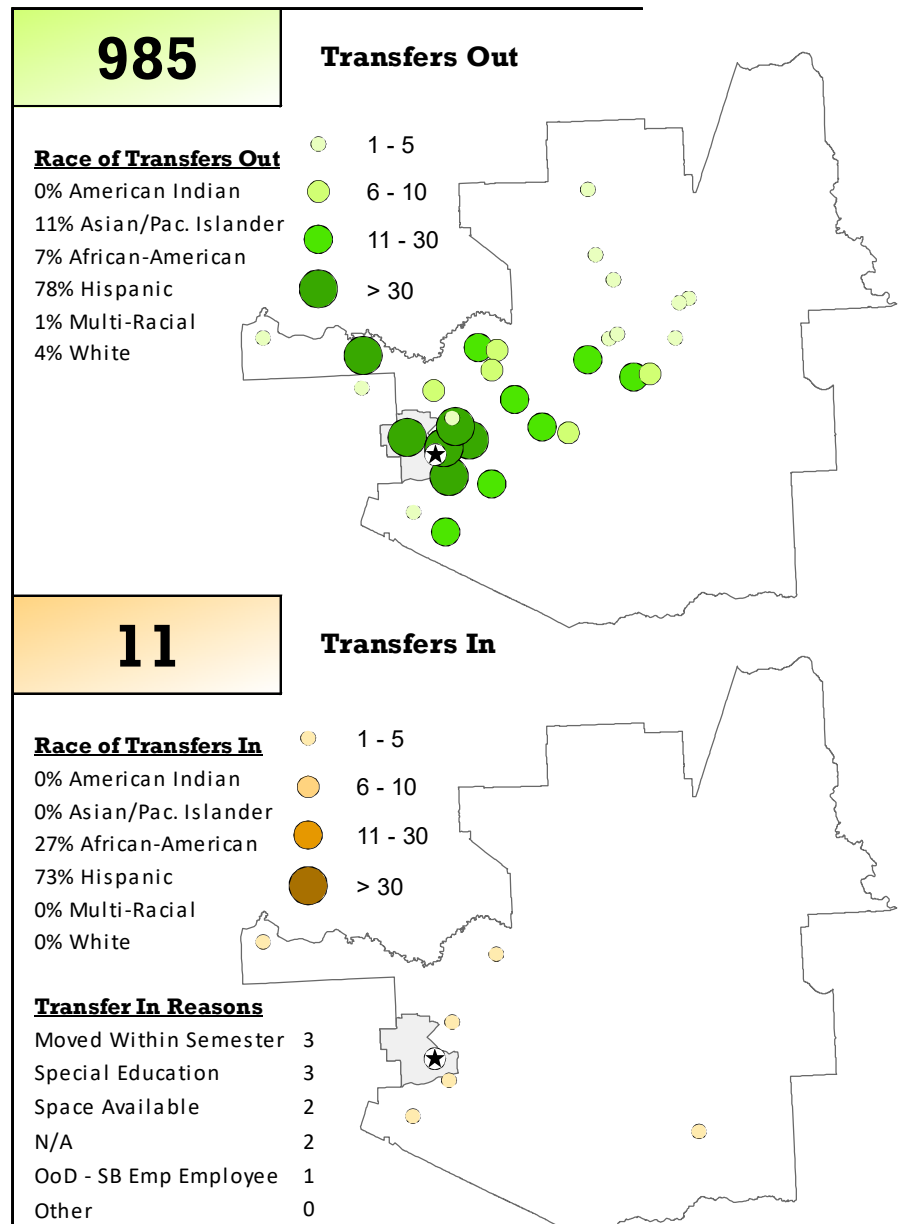 985
Transfers Out
Race of Transfers Out
0% American Indian
11% Asian/Pac. Islander
7% African-American
78% Hispanic
1% Multi-Racial
4% White
1 - 5
6 - 10
11 - 30
> 30
11
Transfers In
Race of Transfers In
0% American Indian
0% Asian/Pac. Islander
27% African-American
73% Hispanic
0% Multi-Racial
0% White
1 - 5
6 - 10
11 - 30
> 30
Transfer In Reasons
Moved Within Semester 3
Special Education 3
Space Available 2
N/A 2
OoD - SB Emp Employee 1
Other 0